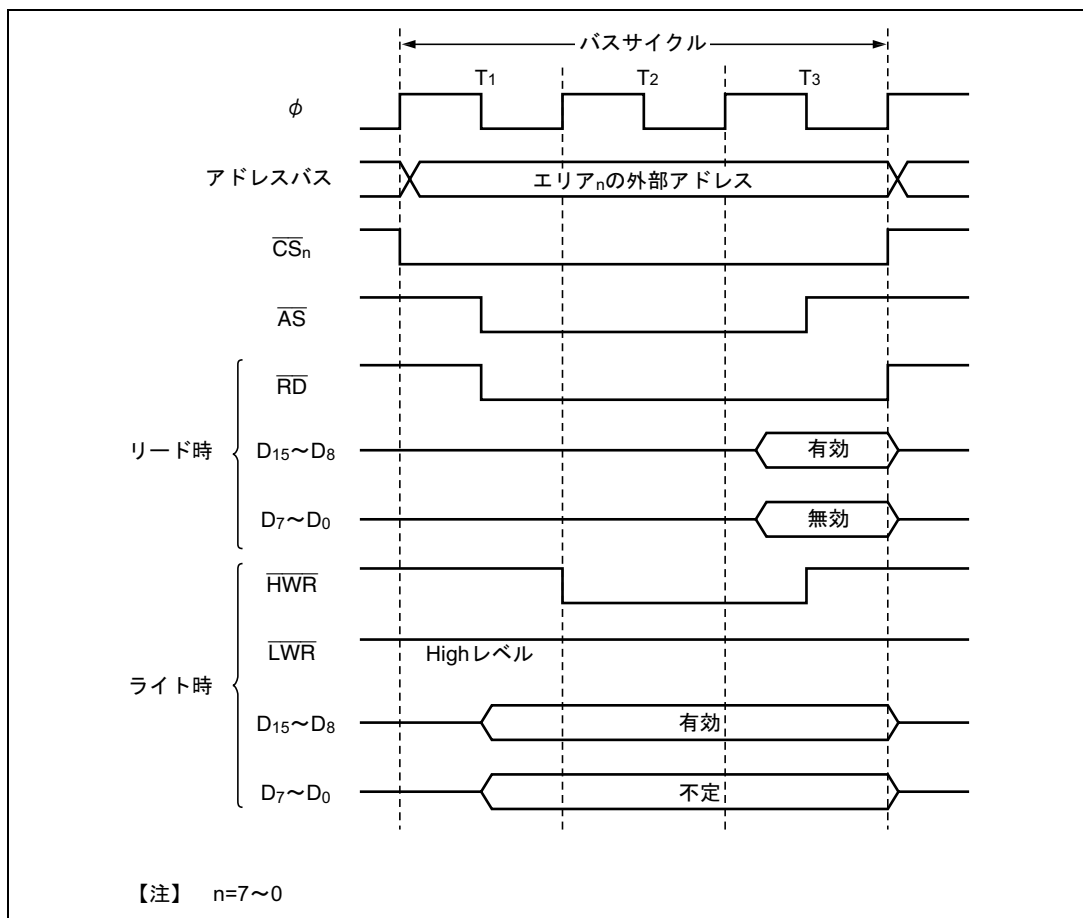 バスサイクル
T1 T2 T3
φ
アドレスバス エリアnの外部アドレス
CSn
AS
RD
リード時 D15～D8 有効
D7～D0 無効
HWR
LWR Highレベル
ライト時
D15～D8 有効
D7～D0 不定
【注】 n=7～0